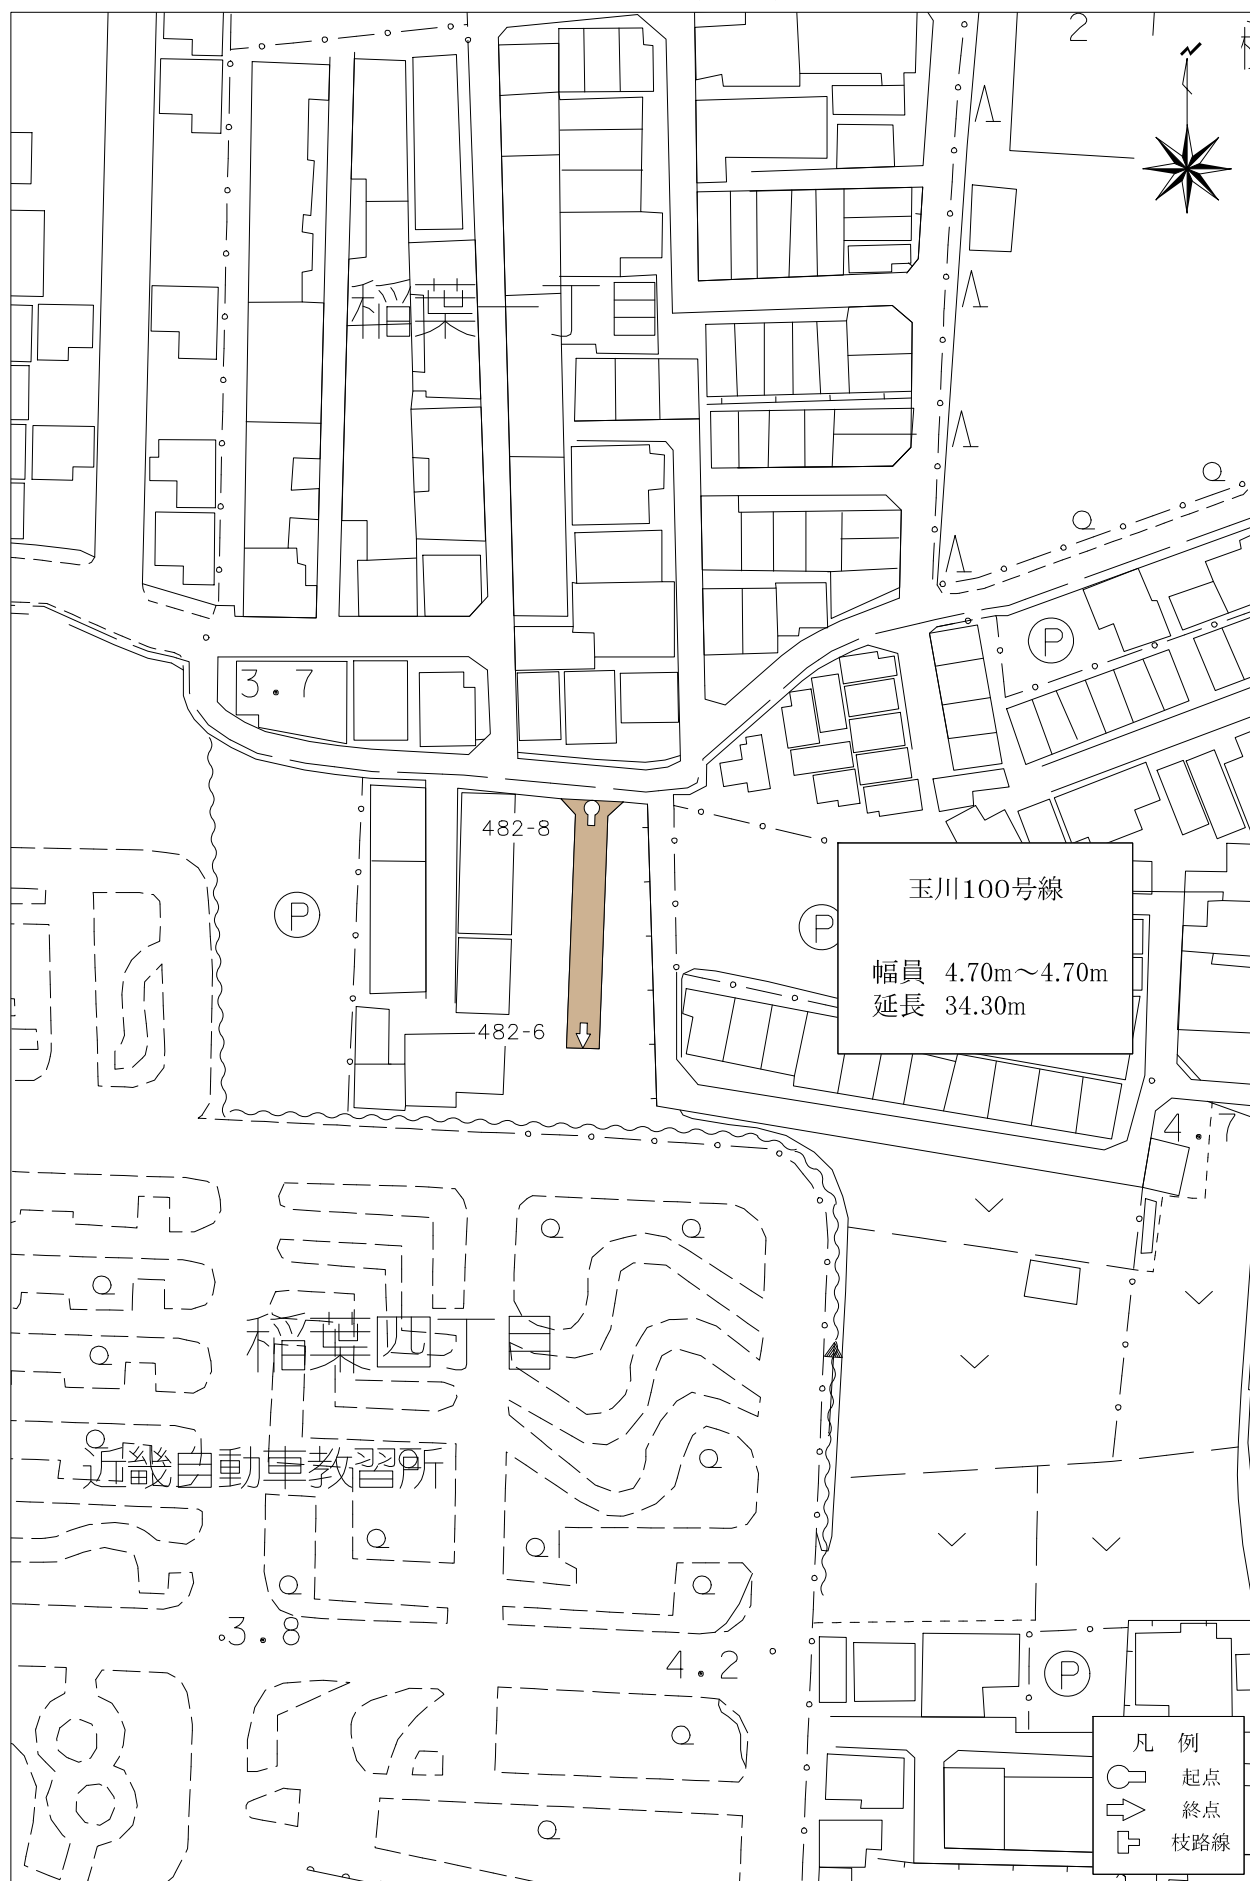 2
稲葉一丁
3.7
482-8
玉川100号線
幅員 4.70m～4.70m
延長 34.30m
482-6
4.7
稲葉四丁目
近畿自動車教習所
3.8
4.2
P
P
P
P
凡 例
起点
終点
枝路線